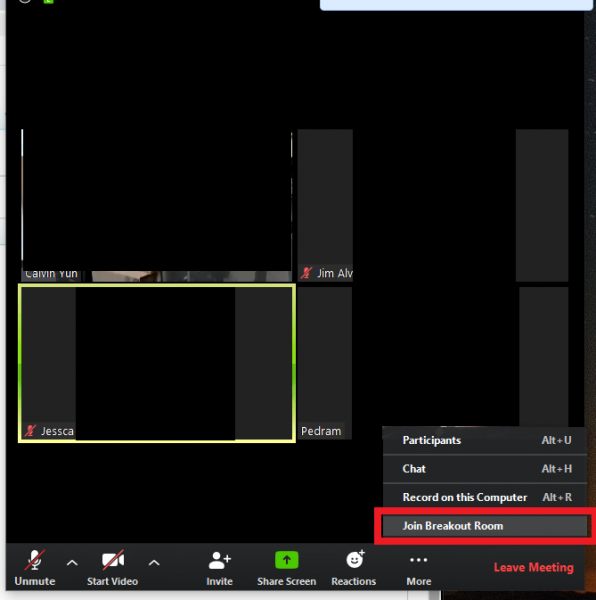 Calvin Yun
Jim Alv
Jessca
Pedram
Participants Alt+U
Chat Alt+H
Record on this Computer Alt+R
Join Breakout Room
Unmute
Start Video
Invite
Share Screen
Reactions
More
Leave Meeting